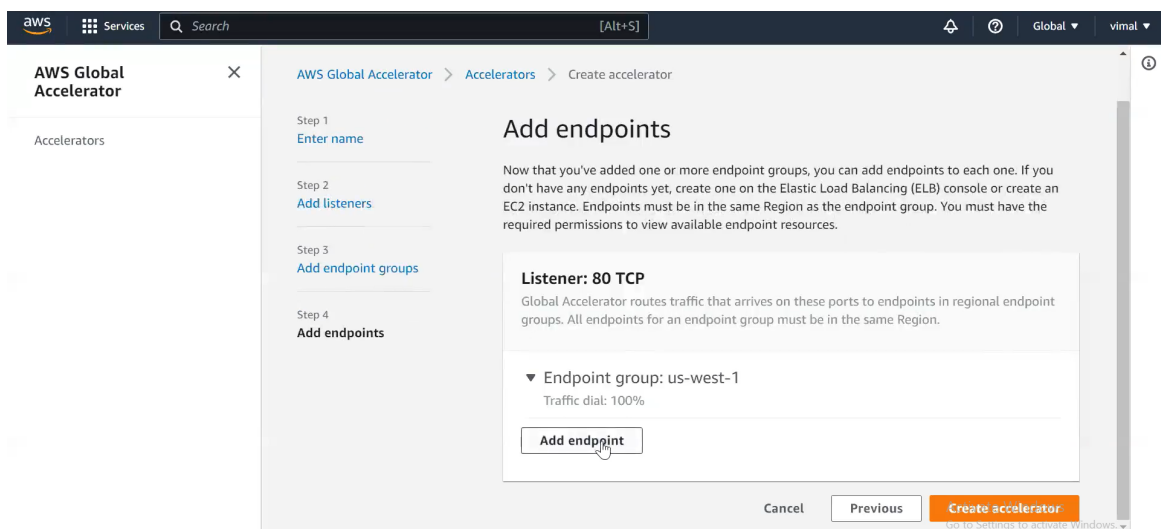 aws
Services
Search
[Alt+S]
Global
vimal
AWS Global
Accelerator
Accelerators
AWS Global Accelerator > Accelerators > Create accelerator
Step 1
Enter name
Step 2
Add listeners
Step 3
Add endpoint groups
Step 4
Add endpoints
Add endpoints
Now that you've added one or more endpoint groups, you can add endpoints to each one. If you
don't have any endpoints yet, create one on the Elastic Load Balancing (ELB) console or create an
EC2 instance. Endpoints must be in the same Region as the endpoint group. You must have the
required permissions to view available endpoint resources.
Listener: 80 TCP
Global Accelerator routes traffic that arrives on these ports to endpoints in regional endpoint
groups. All endpoints for an endpoint group must be in the same Region.
Endpoint group: us-west-1
Traffic dial: 100%
Add endpoint
Cancel
Previous
Create accelerator
Go to Settings to activate Windows.